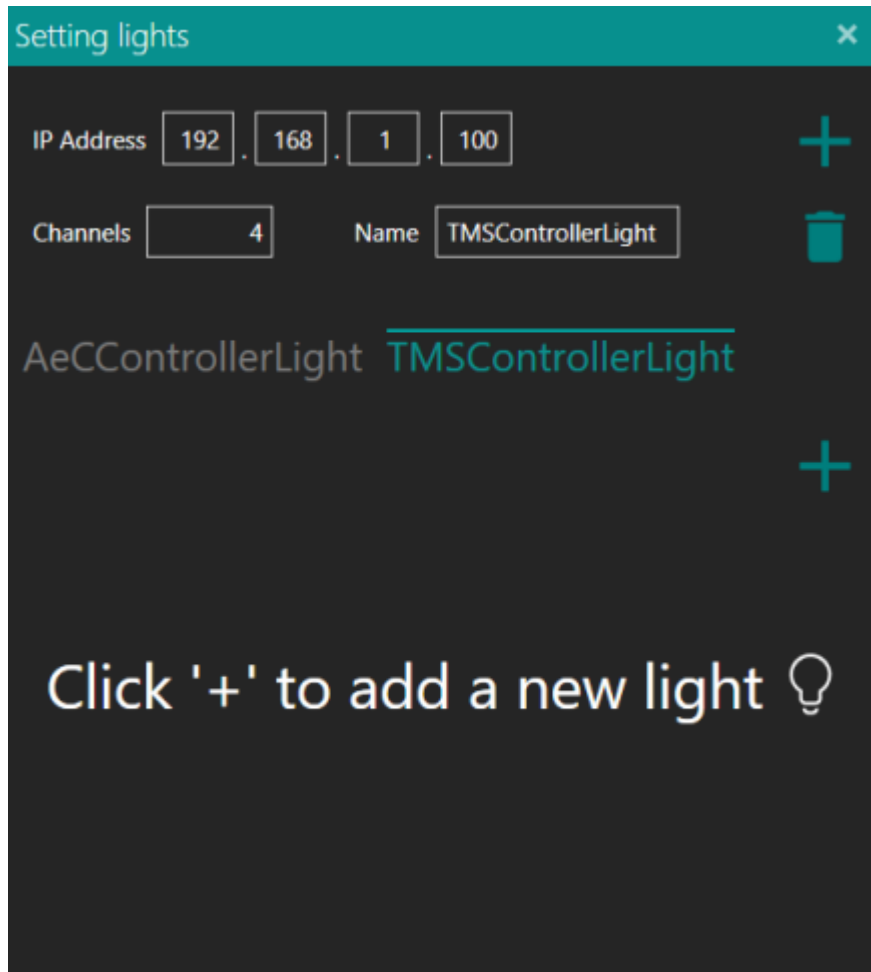 Setting lights
IP Address 192 . 168 . 1 . 100
Channels 4 Name TMSControllerLight
AeCControllerLight TMSControllerLight
Click '+' to add a new light